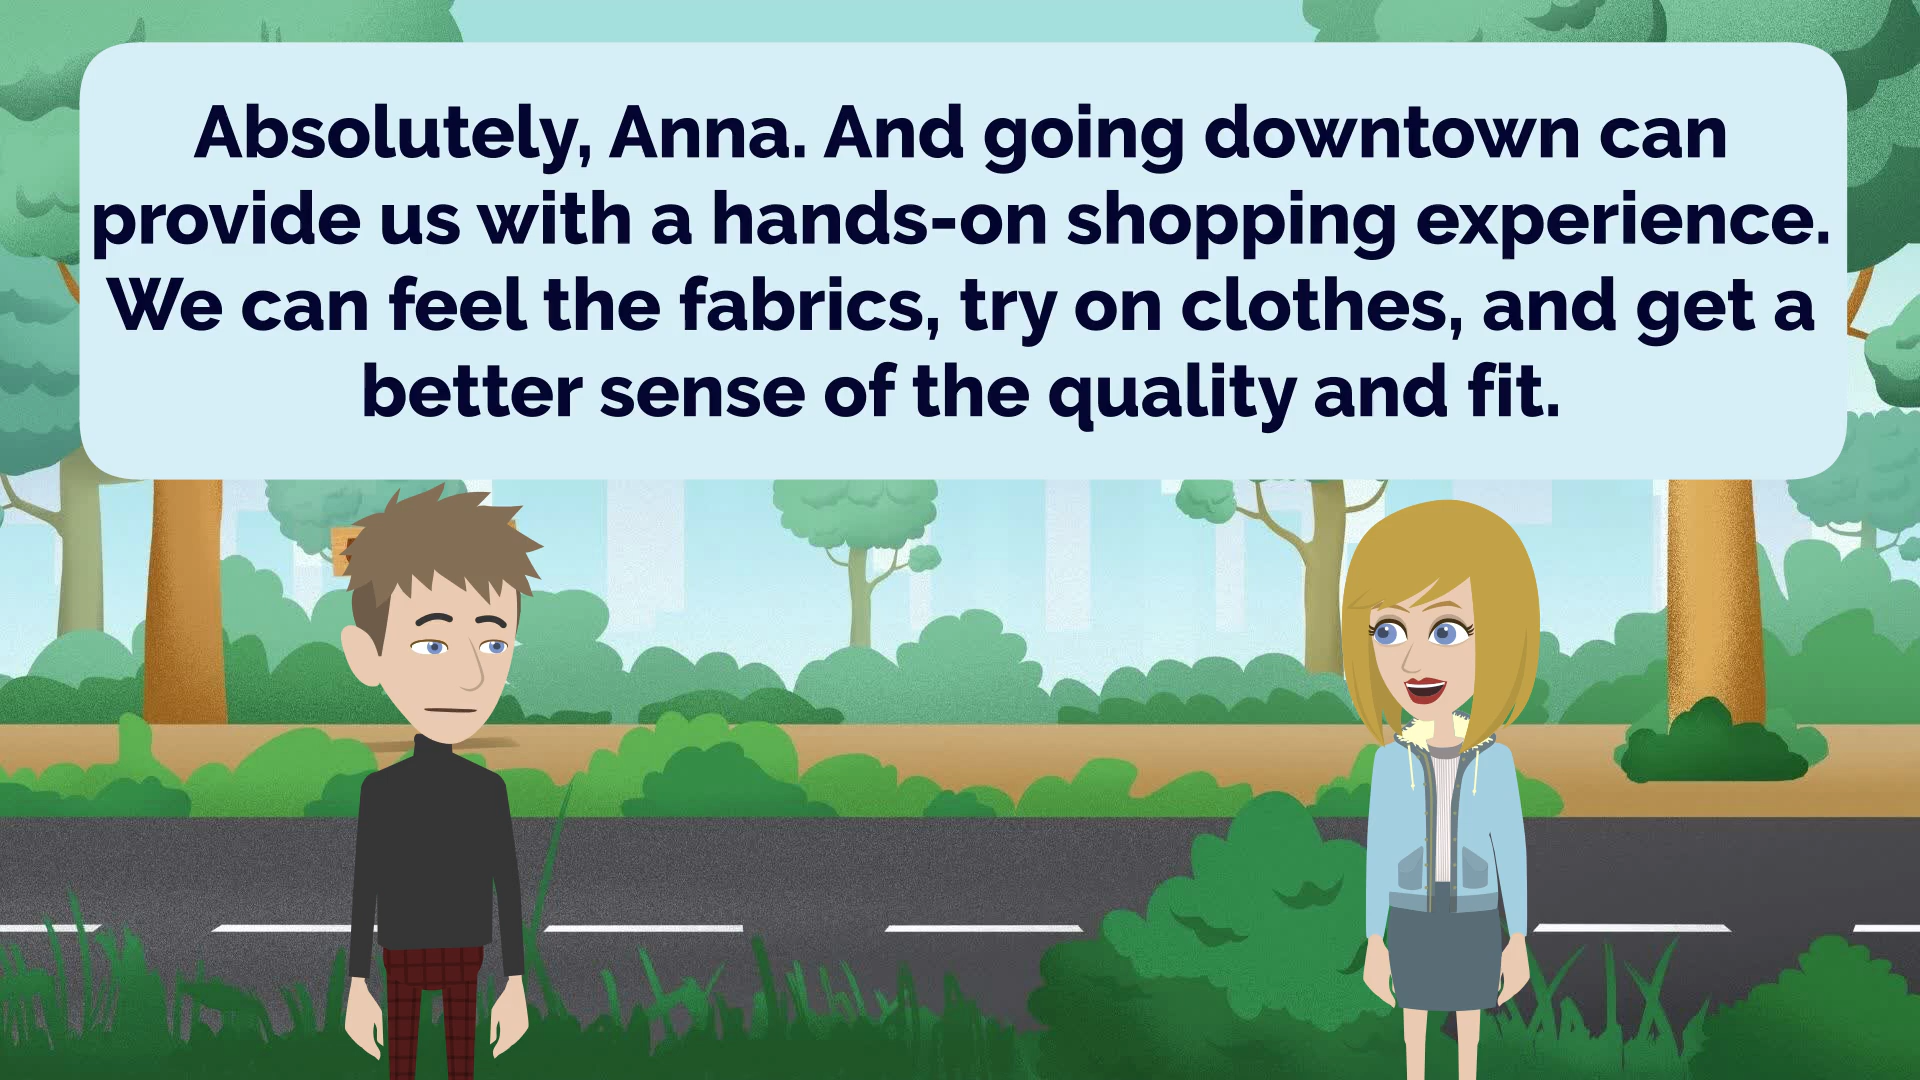 Absolutely, Anna. And going downtown can
provide us with a hands-on shopping experience.
We can feel the fabrics, try on clothes, and get a
better sense of the quality and fit.